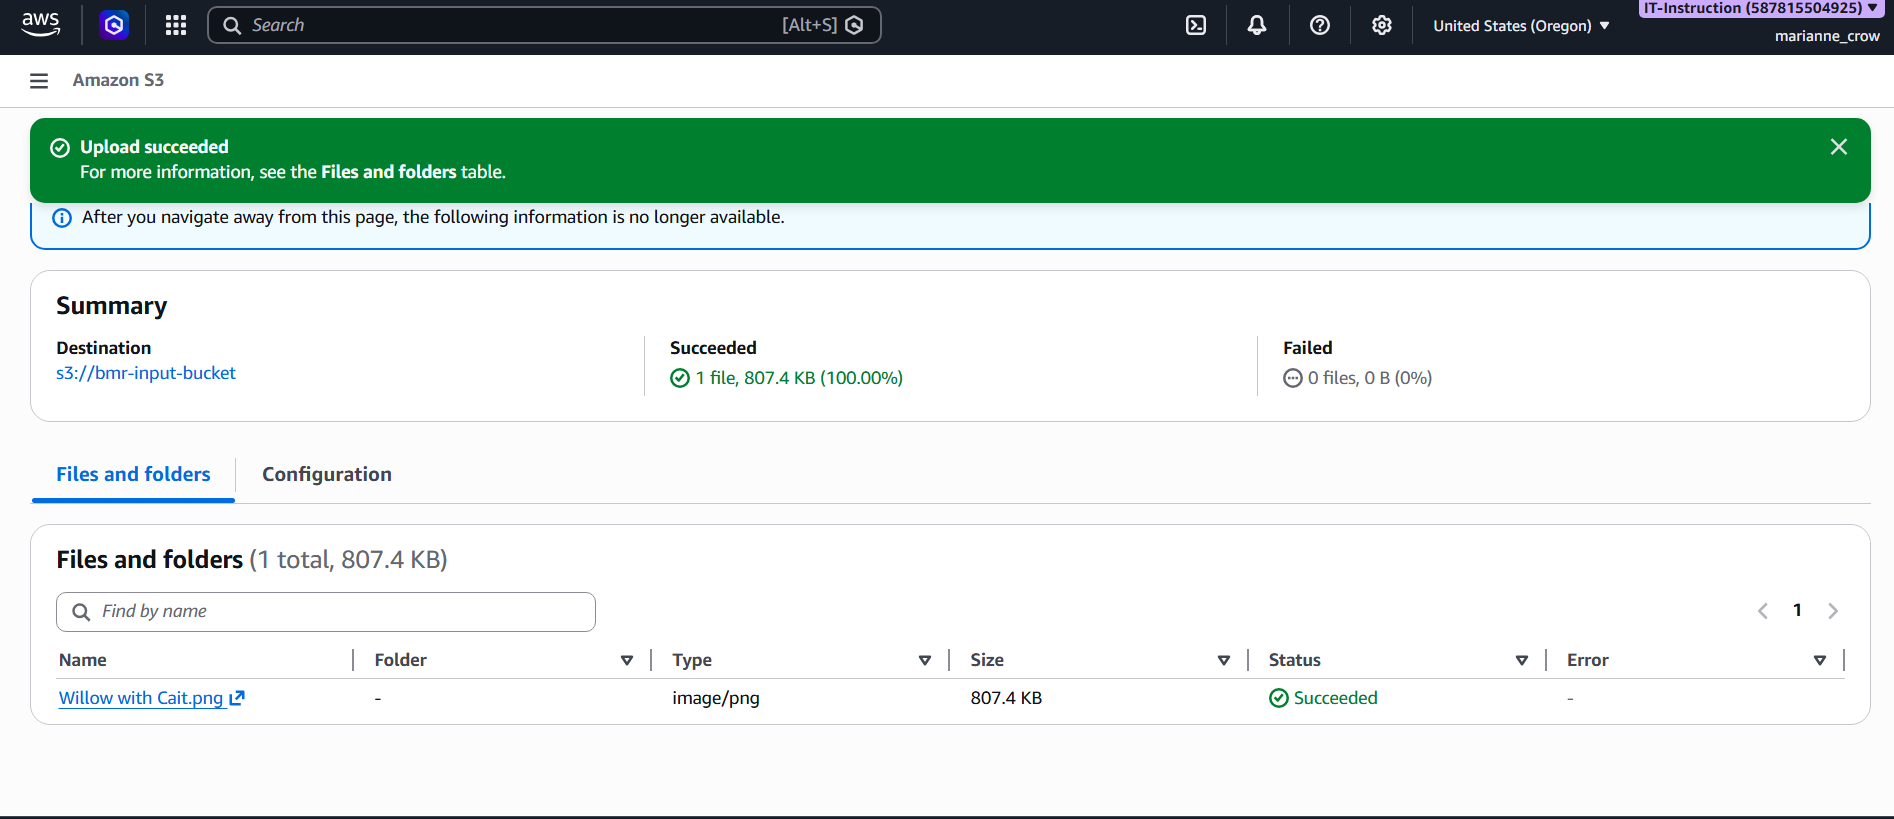 aws
Search
[Alt+S]
United States (Oregon)
IT-Instruction (587815504925)
marianne_crow
Amazon S3
Upload succeeded
For more information, see the Files and folders table.
After you navigate away from this page, the following information is no longer available.
Summary
Destination
s3://bmr-input-bucket
Succeeded
1 file, 807.4 KB (100.00%)
Failed
0 files, 0 B (0%)
Files and folders
Configuration
Files and folders (1 total, 807.4 KB)
Find by name
1
Name Folder Type Size Status Error
Willow with Cait.png - image/png 807.4 KB Succeeded -